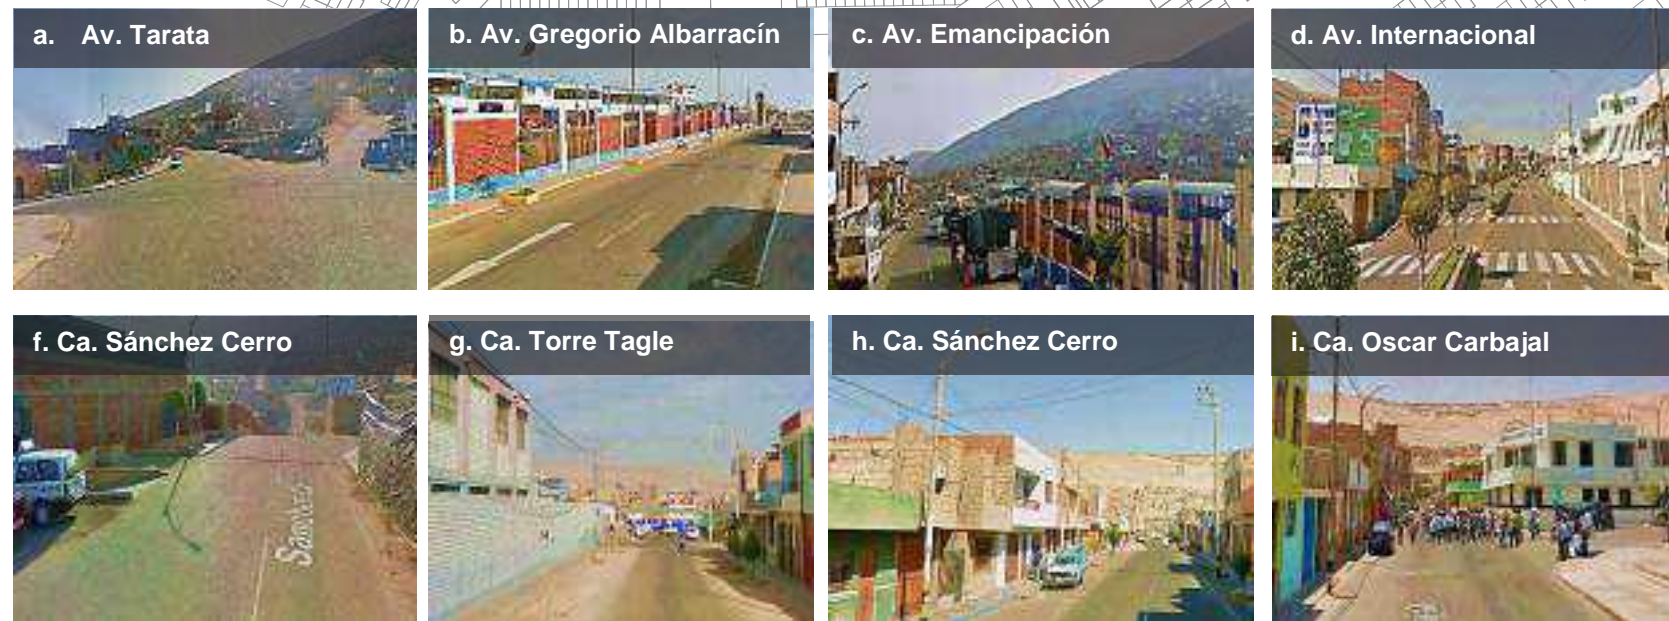 a. Av. Tarata
b. Av. Gregorio Albarracín
c. Av. Emancipación
d. Av. Internacional
f. Ca. Sánchez Cerro
g. Ca. Torre Tagle
h. Ca. Sánchez Cerro
i. Ca. Oscar Carbajal